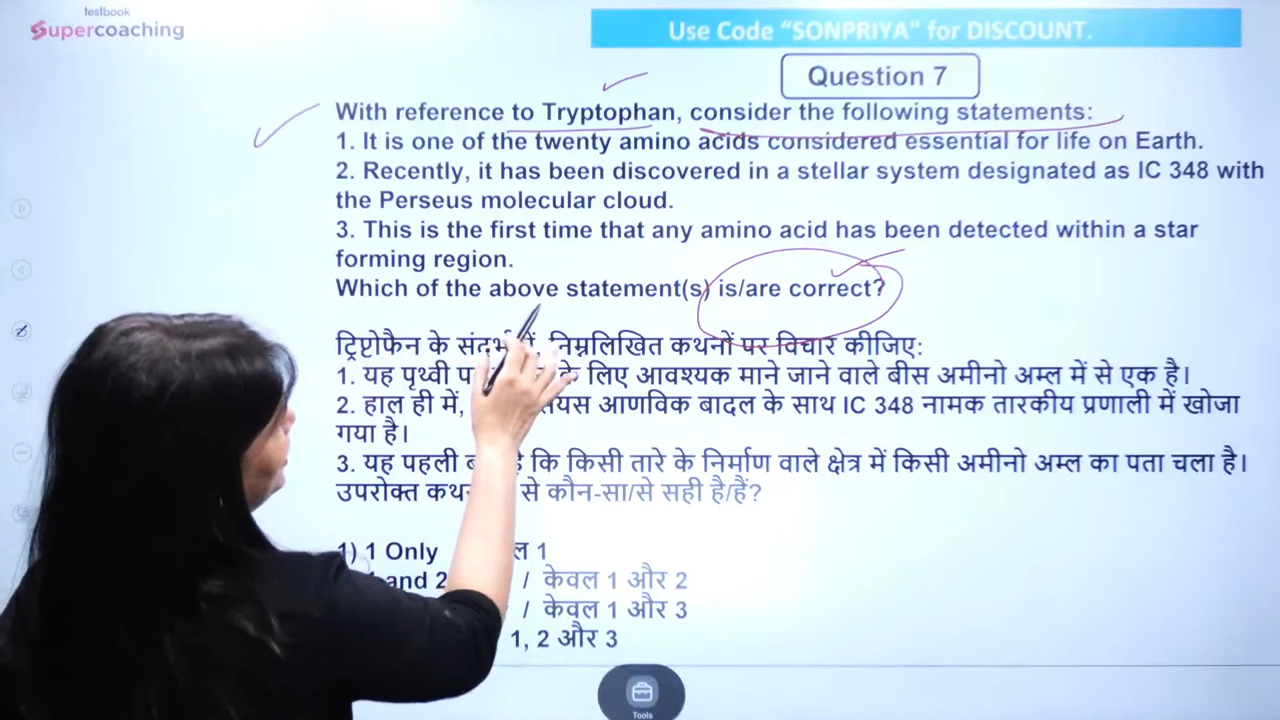 testbook
Supercoaching
Use Code “SONPRIYA” for DISCOUNT.
Question 7
With reference to Tryptophan, consider the following statements:
1. It is one of the twenty amino acids considered essential for life on Earth.
2. Recently, it has been discovered in a stellar system designated as IC 348 with
the Perseus molecular cloud.
3. This is the first time that any amino acid has been detected within a star
forming region.
Which of the above statement(s) is/are correct?
ट्रिप्टोफैन के संदर्भ में, निम्नलिखित कथनों पर विचार कीजिए:
1. यह पृथ्वी के लिए आवश्यक माने जाने वाले बीस अमीनो अम्ल में से एक है।
2. हाल ही में, आणविक बादल के साथ IC 348 नामक तारकीय प्रणाली में खोजा
गया है।
3. यह पहली है कि किसी तारे के निर्माण वाले क्षेत्र में किसी अमीनो अम्ल का पता चला है।
उपरोक्त से कौन-सा/से सही है/हैं?
1) 1 Only 1
and 2 / केवल 1 और 2
/ केवल 1 और 3
1, 2 और 3
Tools